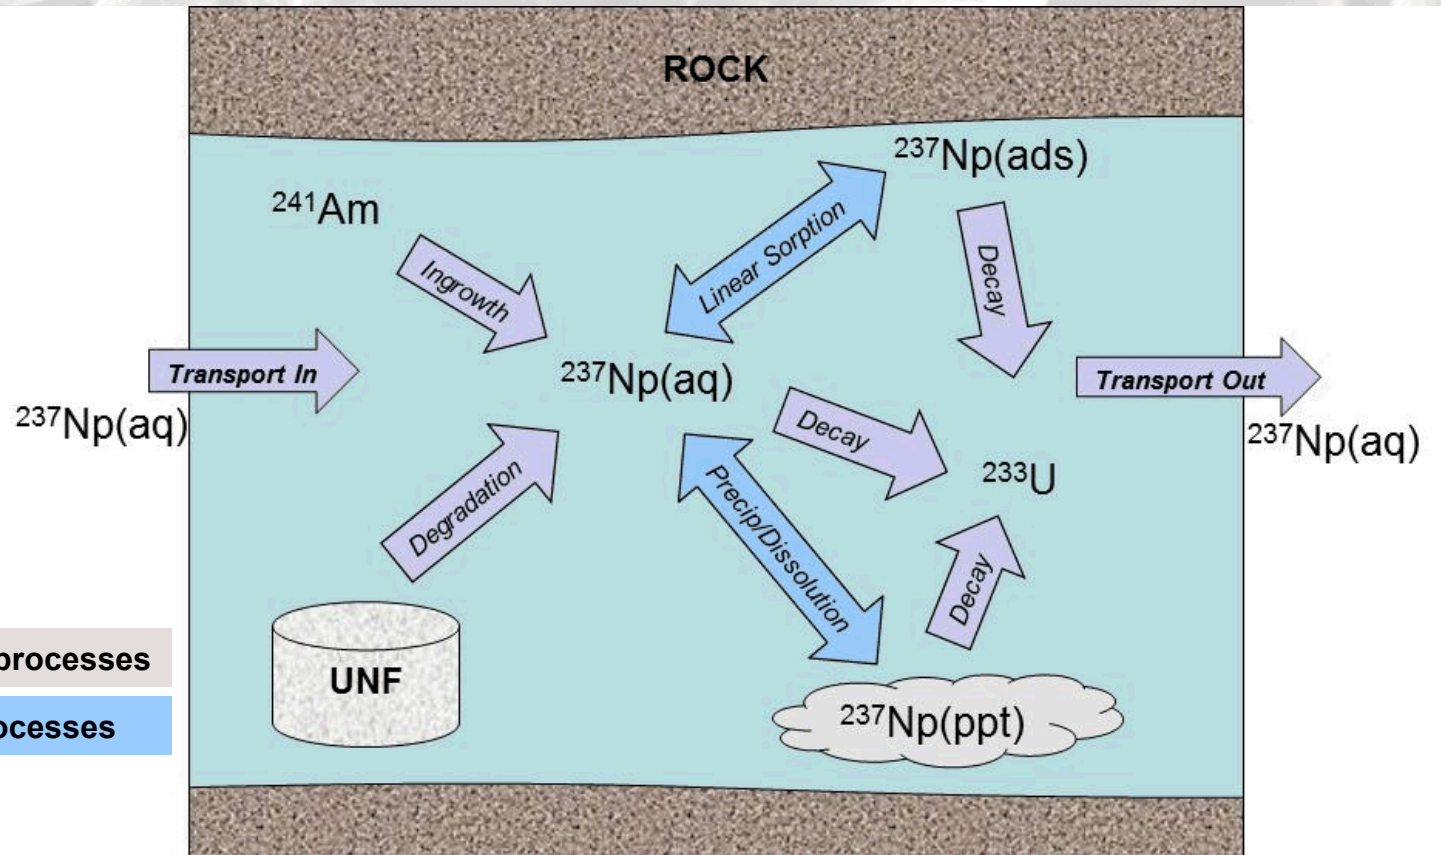 ROCK
²³⁷Np(ads)
²⁴¹Am
Ingrowth
Linear Sorption
Decay
Transport In
²³⁷Np(aq)
²³⁷Np(aq)
Transport Out
²³⁷Np(aq)
Decay
²³³U
Degradation
Precip/Dissolution
Decay
UNF
²³⁷Np(ppt)
processes